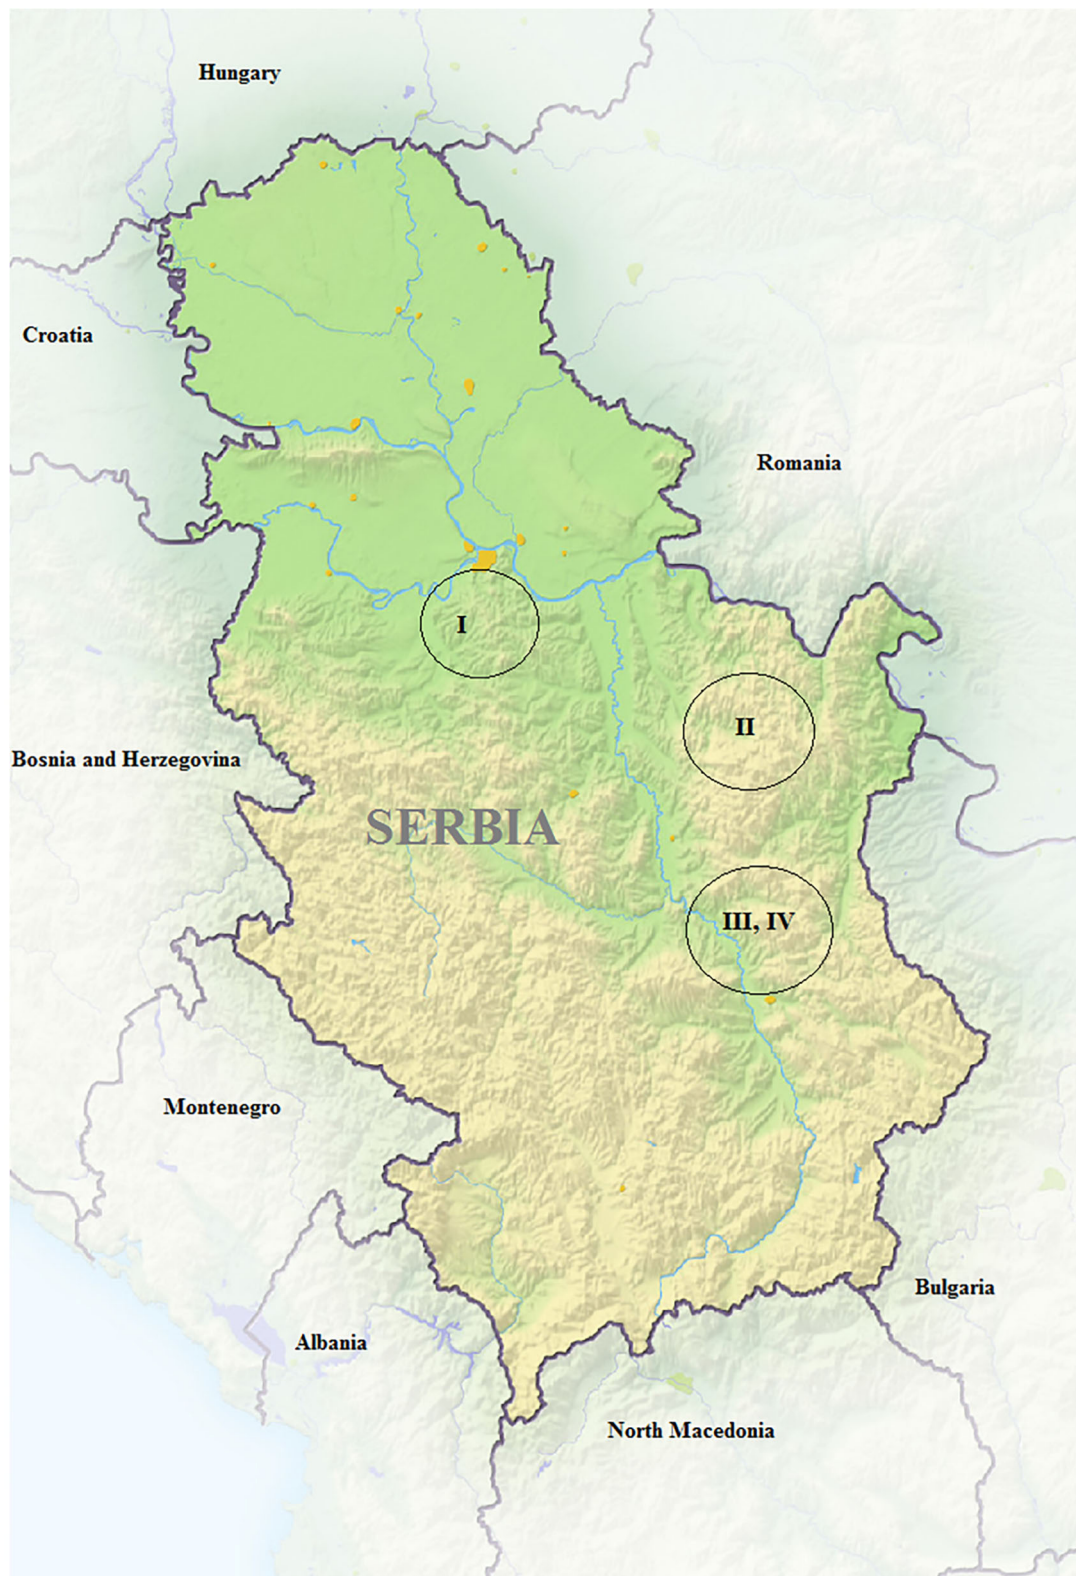 Hungary
Croatia
Romania
I
II
Bosnia and Herzegovina
SERBIA
III, IV
Montenegro
Bulgaria
Albania
North Macedonia